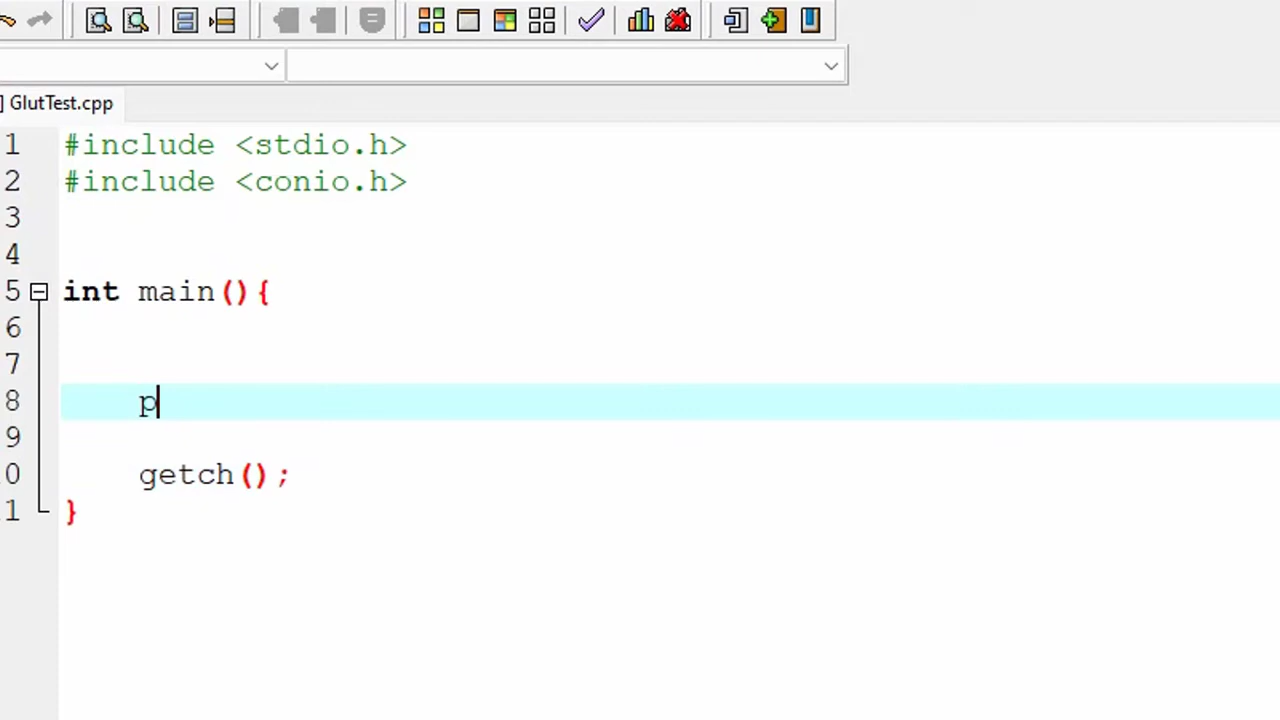 ] GlutTest.cpp
1 #include <stdio.h>
2 #include <conio.h>
3
4
5 int main(){
6
7
8 p
9
0 getch();
1 }